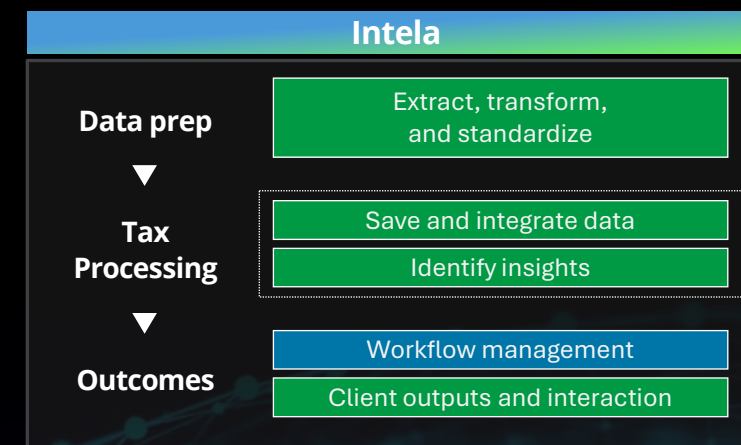 Intela
Data prep
Extract, transform,
and standardize
Tax
Processing
Save and integrate data
Identify insights
Outcomes
Workflow management
Client outputs and interaction